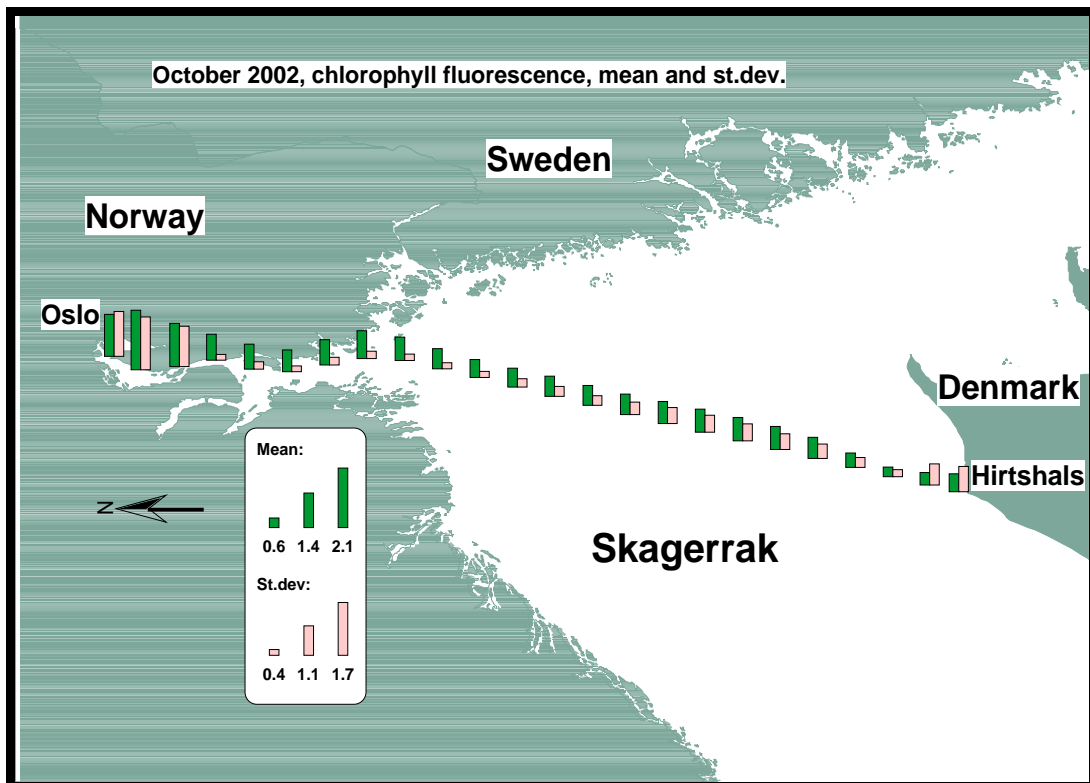 October 2002, chlorophyll fluorescence, mean and st.dev.
Sweden
Norway
Oslo
Denmark
Hirtshals
Mean:
0.6 1.4 2.1
St.dev:
0.4 1.1 1.7
N
Skagerrak